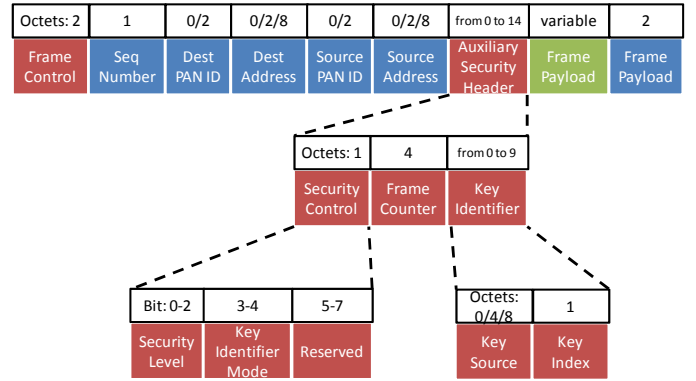 Octets: 2 1 0/2 0/2/8 0/2 0/2/8 from 0 to 14 variable 2
Frame Control Seq Number Dest PAN ID Dest Address Source PAN ID Source Address Auxiliary Security Header Frame Payload Frame Payload
Octets: 1 4 from 0 to 9
Security Control Frame Counter Key Identifier
Bit: 0-2 3-4 5-7
Security Level Key Identifier Mode Reserved
Octets: 0/4/8 1
Key Source Key Index